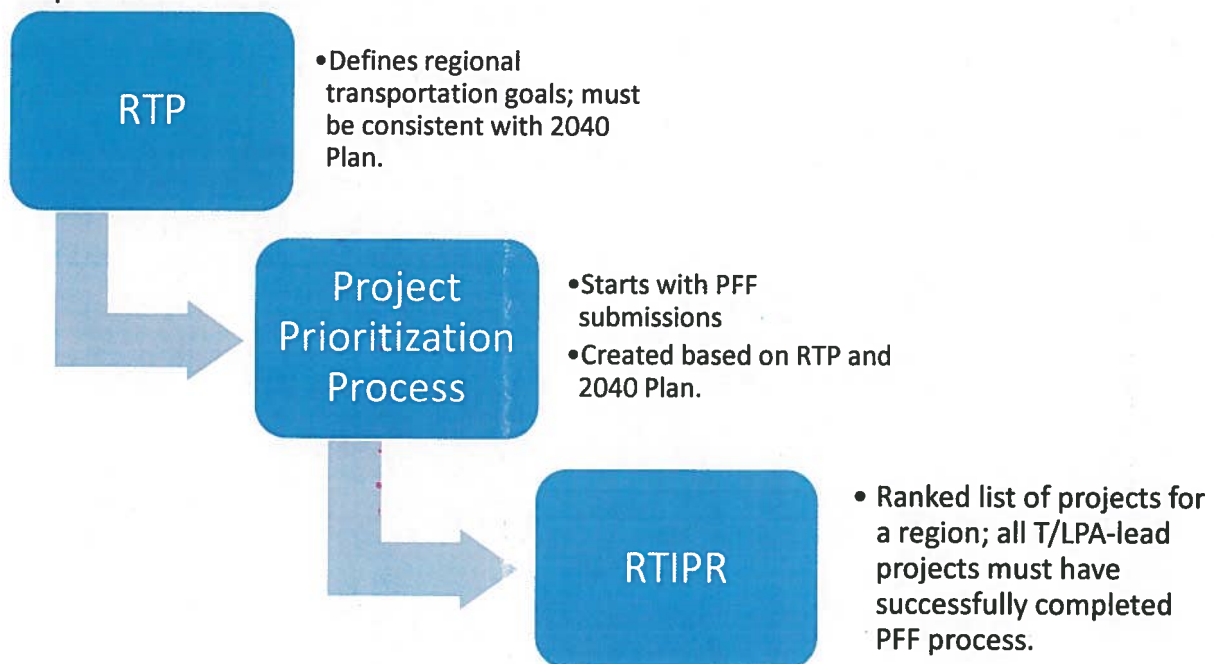 RTP
•Defines regional
transportation goals; must
be consistent with 2040
Plan.
Project
Prioritization
Process
•Starts with PFF
submissions
•Created based on RTP and
2040 Plan.
RTIPR
• Ranked list of projects for
a region; all T/LPA-lead
projects must have
successfully completed
PFF process.